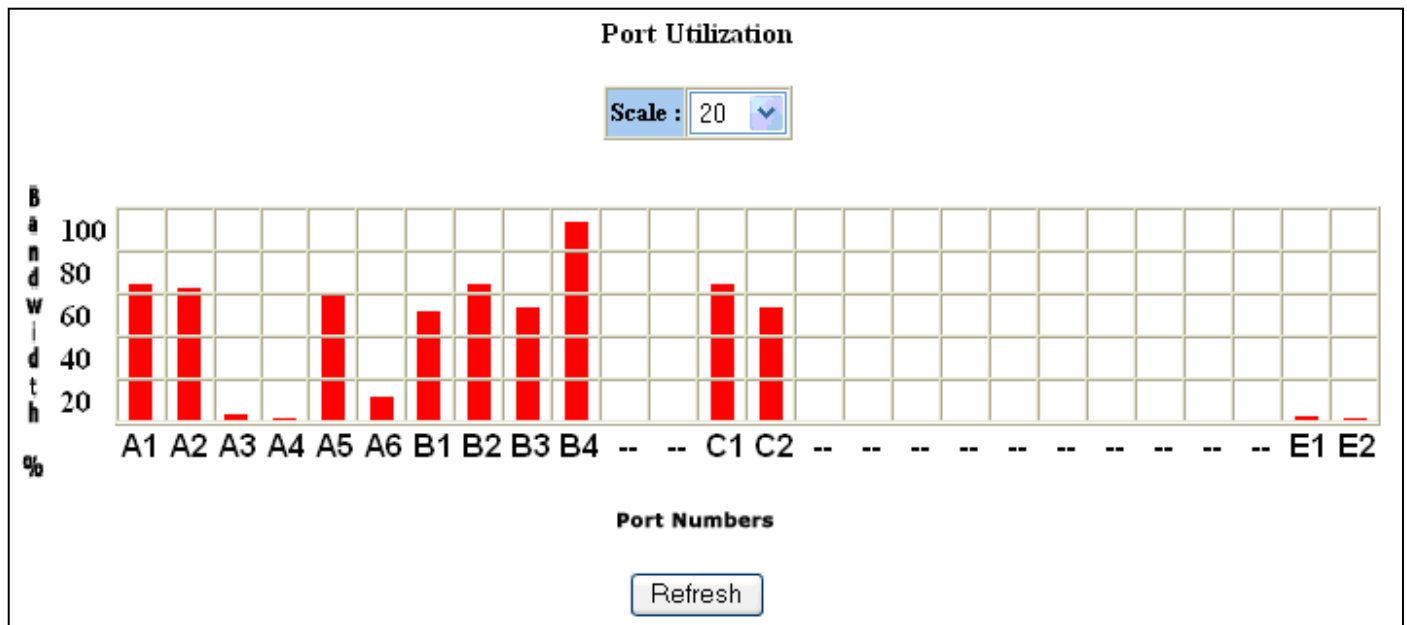 Port Utilization
Scale : 20
Bandwidth %
100
80
60
40
20
A1 A2 A3 A4 A5 A6 B1 B2 B3 B4 -- -- C1 C2 -- -- -- -- -- -- -- -- -- -- E1 E2
Port Numbers
Refresh